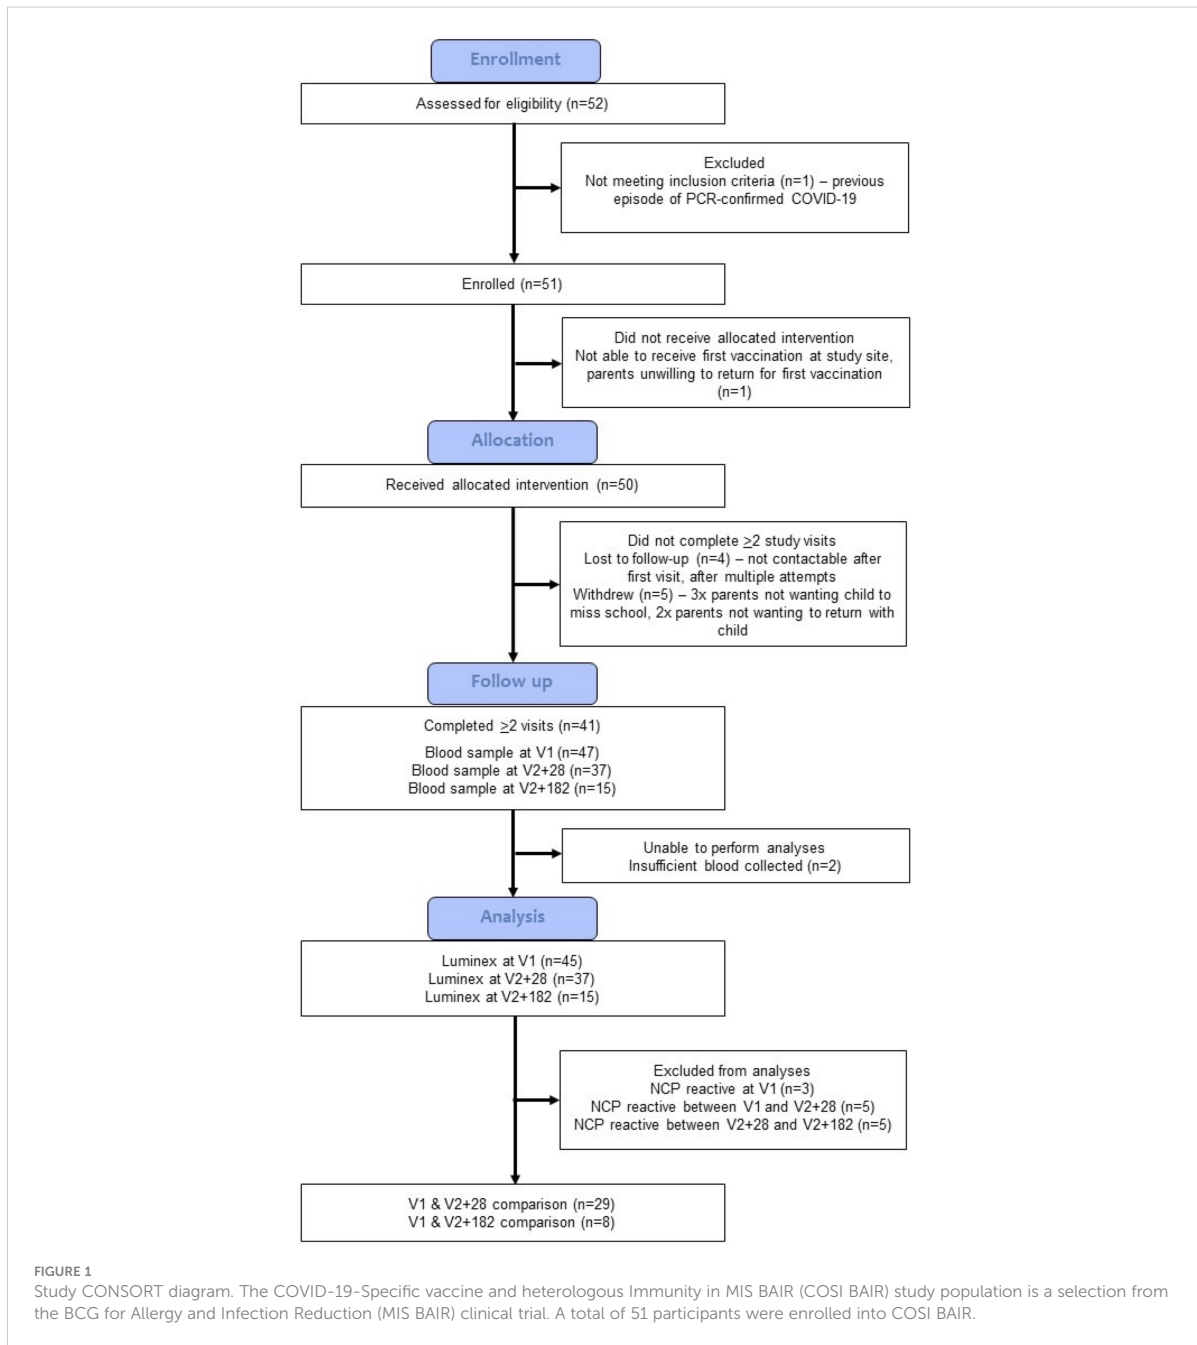 Enrollment
Assessed for eligibility (n=52)
Excluded
Not meeting inclusion criteria (n=1) – previous
episode of PCR-confirmed COVID-19
Enrolled (n=51)
Did not receive allocated intervention
Not able to receive first vaccination at study site,
parents unwilling to return for first vaccination
(n=1)
Allocation
Received allocated intervention (n=50)
Did not complete ≥2 study visits
Lost to follow-up (n=4) – not contactable after
first visit, after multiple attempts
Withdrew (n=5) – 3x parents not wanting child to
miss school, 2x parents not wanting to return with
child
Follow up
Completed ≥2 visits (n=41)
Blood sample at V1 (n=47)
Blood sample at V2+28 (n=37)
Blood sample at V2+182 (n=15)
Unable to perform analyses
Insufficient blood collected (n=2)
Analysis
Luminex at V1 (n=45)
Luminex at V2+28 (n=37)
Luminex at V2+182 (n=15)
Excluded from analyses
NCP reactive at V1 (n=3)
NCP reactive between V1 and V2+28 (n=5)
NCP reactive between V2+28 and V2+182 (n=5)
V1 & V2+28 comparison (n=29)
V1 & V2+182 comparison (n=8)
FIGURE 1
Study CONSORT diagram. The COVID-19-Specific vaccine and heterologous Immunity in MIS BAIR (COSI BAIR) study population is a selection from
the BCG for Allergy and Infection Reduction (MIS BAIR) clinical trial. A total of 51 participants were enrolled into COSI BAIR.